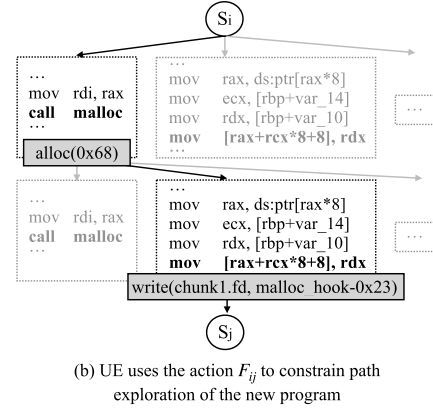 Si
...
mov rdi, rax
call malloc
...
alloc(0x68)
...
mov rax, ds:ptr[rax*8]
mov ecx, [rbp+var_14]
mov rdx, [rbp+var_10]
mov [rax+rcx*8+8], rdx
...
...
mov rdi, rax
call malloc
...
...
mov rax, ds:ptr[rax*8]
mov ecx, [rbp+var_14]
mov rdx, [rbp+var_10]
mov [rax+rcx*8+8], rdx
write(chunk1.fd, malloc_hook-0x23)
...
Sj
(b) UE uses the action Fij to constrain path
exploration of the new program